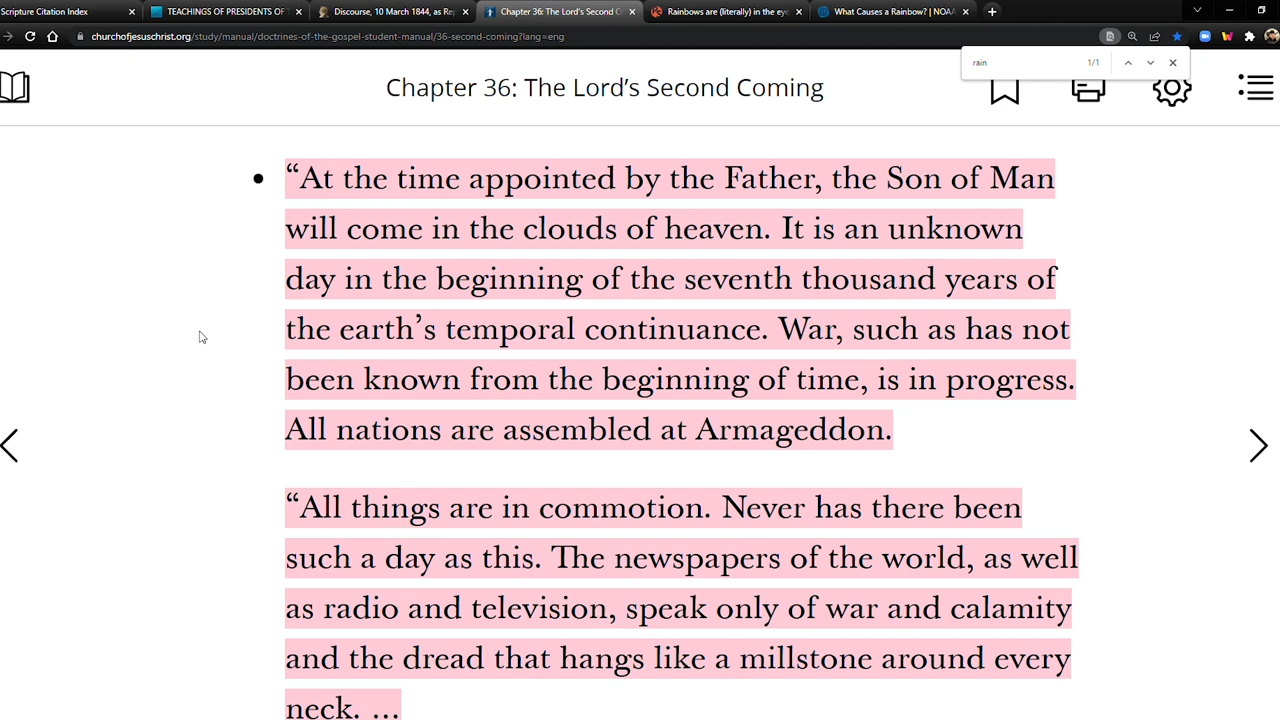 Scripture Citation Index
TEACHINGS OF PRESIDENTS OF T
Discourse, 10 March 1844, as Rep
Chapter 36: The Lord's Second Co
Rainbows are (literally) in the eye
What Causes a Rainbow? | NOAA
churchofjesuschrist.org/study/manual/doctrines-of-the-gospel-student-manual/36-second-coming?lang=eng
rain
1/1
Chapter 36: The Lord’s Second Coming
“At the time appointed by the Father, the Son of Man
will come in the clouds of heaven. It is an unknown
day in the beginning of the seventh thousand years of
the earth’s temporal continuance. War, such as has not
been known from the beginning of time, is in progress.
All nations are assembled at Armageddon.
“All things are in commotion. Never has there been
such a day as this. The newspapers of the world, as well
as radio and television, speak only of war and calamity
and the dread that hangs like a millstone around every
neck. …